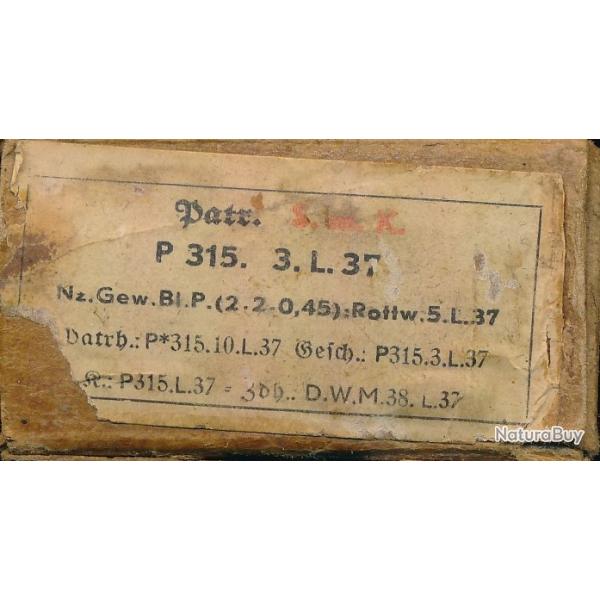 Patr. S. m. K.
P 315. 3. L. 37
Nz. Gew. Bl. P. (2.2.0,45): Rottw. 5. L. 37
Patrh.: P*315.10.L.37 Gesch.: P315.3.L.37
K.: P315.L.37 - Zdh.: D.W.M.38. L.37
NaturaBuy